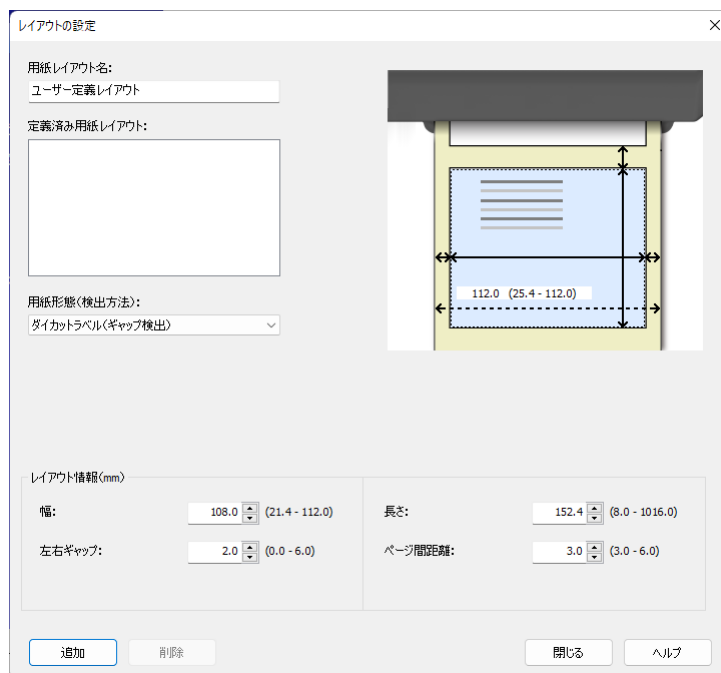 レイアウトの設定
用紙レイアウト名:
ユーザー定義レイアウト
定義済み用紙レイアウト:
用紙形態(検出方法):
ダイカットラベル(ギャップ検出)
112.0 (25.4 - 112.0)
レイアウト情報(mm)
幅: 108.0 (21.4 - 112.0)
左右ギャップ: 2.0 (0.0 - 6.0)
長さ: 152.4 (8.0 - 1016.0)
ページ間距離: 3.0 (3.0 - 6.0)
追加
削除
閉じる
ヘルプ